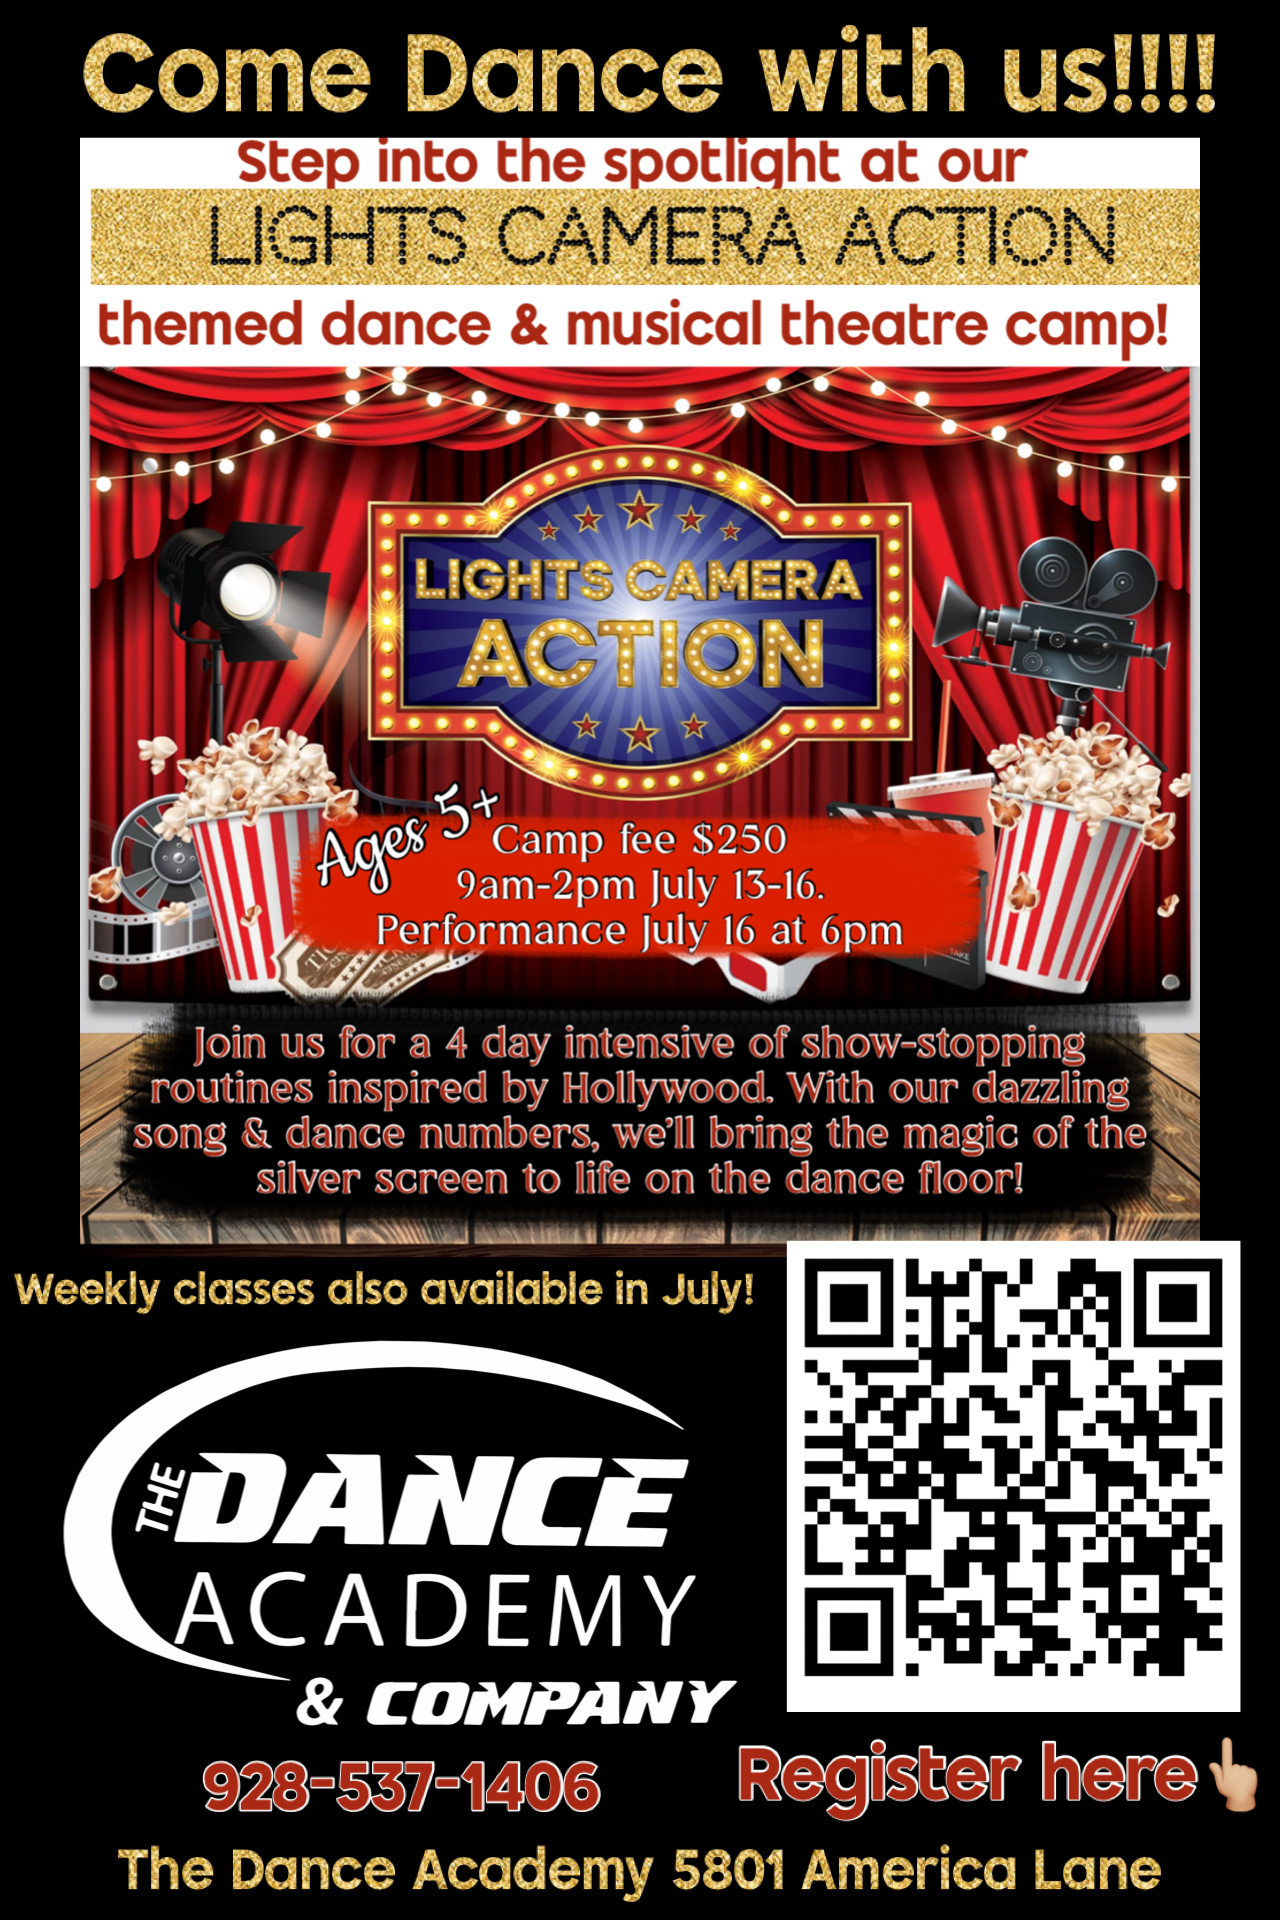 Come Dance with us!!!!
Step into the spotlight at our
LIGHTS CAMERA ACTION
themed dance & musical theatre camp!
LIGHTS CAMERA
ACTION
Ages 5+
Camp fee $250
9am-2pm July 13-16.
Performance July 16 at 6pm
TAKE
Join us for a 4 day intensive of show-stopping
routines inspired by Hollywood. With our dazzling
song & dance numbers, we'll bring the magic of the
silver screen to life on the dance floor!
Weekly classes also available in July!
THE DANCE
ACADEMY
& COMPANY
928-537-1406
Register here👆🏼
The Dance Academy 5801 America Lane